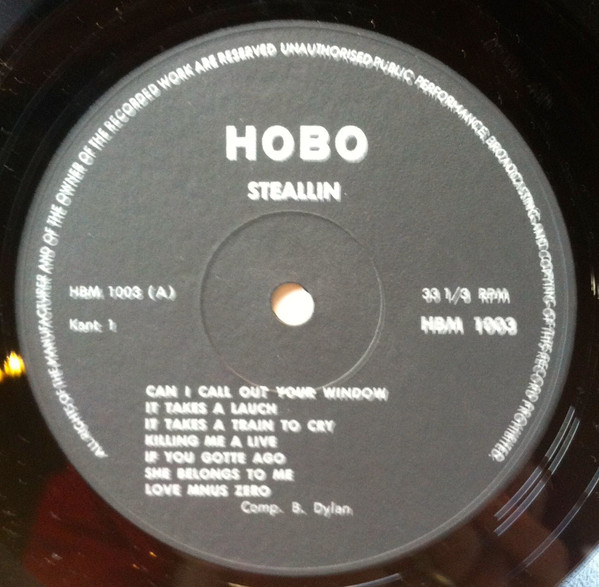 ALL RIGHTS OF THE MANUFACTURER AND OF THE OWNER OF THE RECORDED WORK ARE RESERVED UNAUTHORISED PUBLIC PERFORMANCE, BROADCASTING AND COPYING OF THIS RECORD PROHIBITED.
HOBO
STEALLIN
HBM 1003 (A)
33 1/3 RPM
Kant: 1
HBM 1003
CAN I CALL OUT YOUR WINDOW
IT TAKES A LAUCH
IT TAKES A TRAIN TO CRY
KILLING ME A LIVE
IF YOU GOTTE AGO
SHE BELONGS TO ME
LOVE MNUS ZERO
Comp. B. Dylan